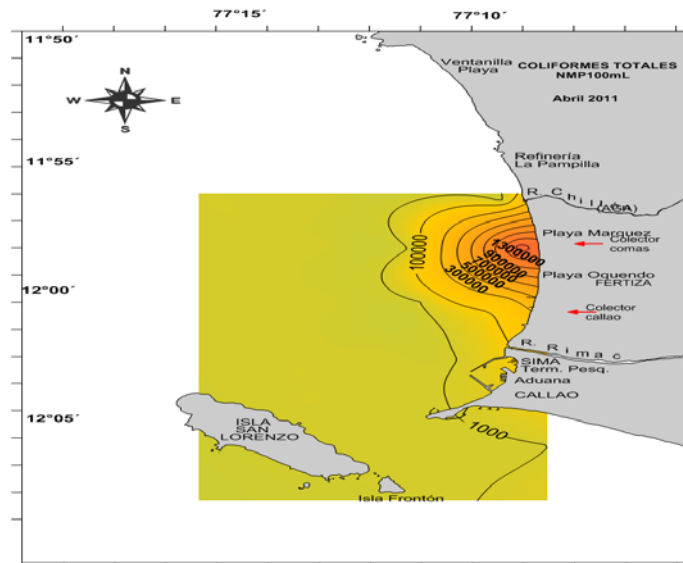 77°15´ 77°10´
11°50´
Ventanilla
Playa
COLIFORMES TOTALES
NMP100mL
Abril 2011
N
W E
S
11°55´
Refinería
La Pampilla
R. Chillón
(AGA)
Playa Marquez
Colector
comas
1300000
900000
700000
500000
300000
100000
Playa Oquendo
FERTIZA
12°00´
Colector
callao
R. Rimac
SIMA
Term. Pesq.
Aduana
CALLAO
12°05´
1000
ISLA
SAN
LORENZO
Isla Frontón